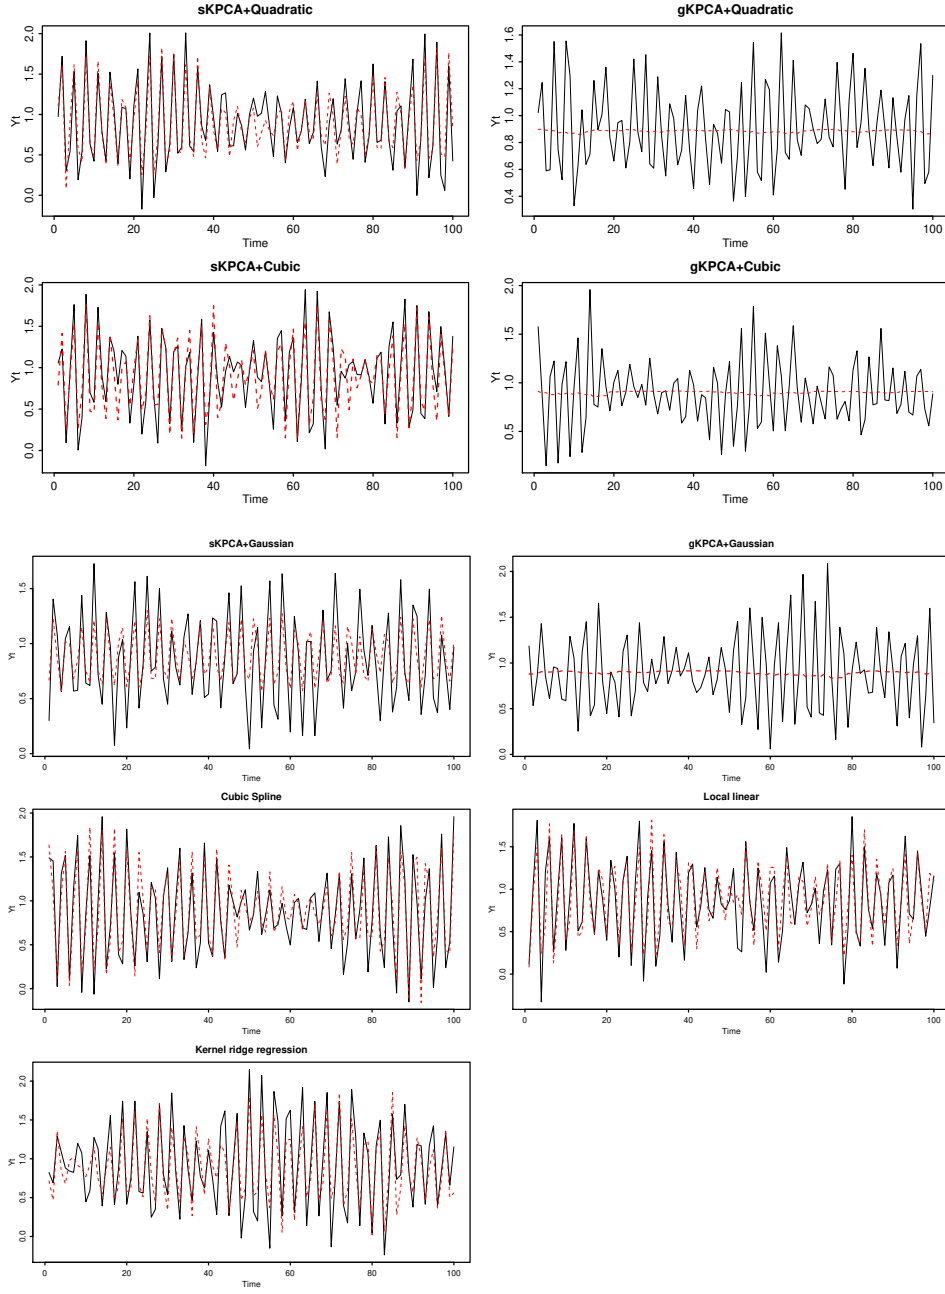 sKPCA+Quadratic
Yt
0.0 0.5 1.0 1.5 2.0
0 20 40 60 80 100
Time
gKPCA+Quadratic
Yt
0.4 0.6 0.8 1.0 1.2 1.4 1.6
0 20 40 60 80 100
Time
sKPCA+Cubic
Yt
0.0 0.5 1.0 1.5 2.0
0 20 40 60 80 100
Time
gKPCA+Cubic
Yt
0.5 1.0 1.5
0 20 40 60 80 100
Time
sKPCA+Gaussian
Yt
0.0 0.5 1.0 1.5
0 20 40 60 80 100
Time
gKPCA+Gaussian
Yt
0.0 0.5 1.0 1.5 2.0
0 20 40 60 80 100
Time
Cubic Spline
Yt
0.0 0.5 1.0 1.5 2.0
0 20 40 60 80 100
Time
Local linear
Yt
0.0 0.5 1.0 1.5
0 20 40 60 80 100
Time
Kernel ridge regression
Yt
0.0 0.5 1.0 1.5 2.0
0 20 40 60 80 100
Time